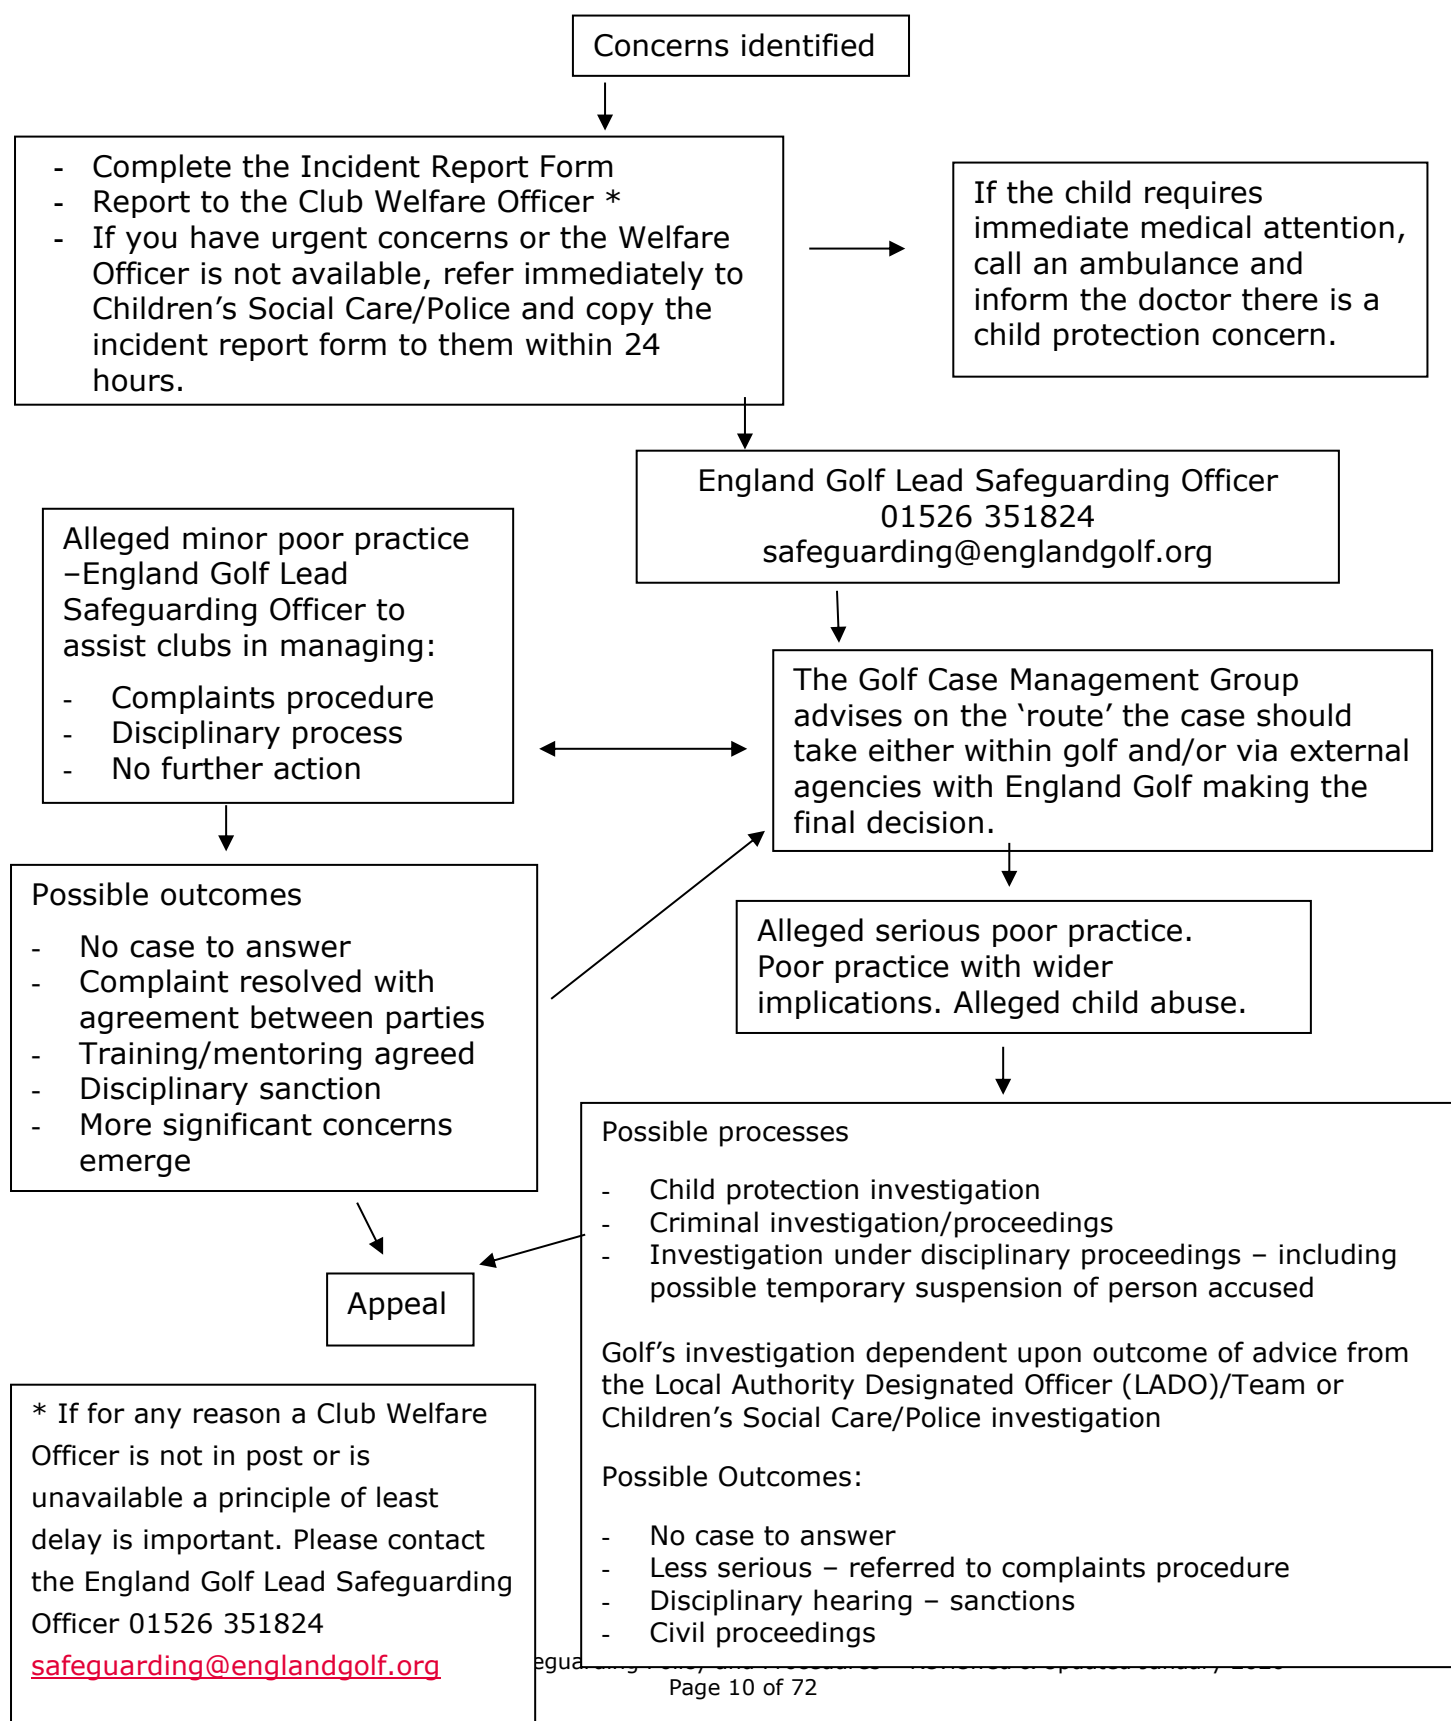 Concerns identified
- Complete the Incident Report Form
- Report to the Club Welfare Officer *
- If you have urgent concerns or the Welfare
Officer is not available, refer immediately to
Children’s Social Care/Police and copy the
incident report form to them within 24
hours.
If the child requires
immediate medical attention,
call an ambulance and
inform the doctor there is a
child protection concern.
England Golf Lead Safeguarding Officer
01526 351824
safeguarding@englandgolf.org
Alleged minor poor practice
–England Golf Lead
Safeguarding Officer to
assist clubs in managing:
- Complaints procedure
- Disciplinary process
- No further action
The Golf Case Management Group
advises on the ‘route’ the case should
take either within golf and/or via external
agencies with England Golf making the
final decision.
Possible outcomes
- No case to answer
- Complaint resolved with
agreement between parties
- Training/mentoring agreed
- Disciplinary sanction
- More significant concerns
emerge
Alleged serious poor practice.
Poor practice with wider
implications. Alleged child abuse.
Possible processes
- Child protection investigation
- Criminal investigation/proceedings
- Investigation under disciplinary proceedings – including
possible temporary suspension of person accused
Golf’s investigation dependent upon outcome of advice from
the Local Authority Designated Officer (LADO)/Team or
Children’s Social Care/Police investigation
Possible Outcomes:
- No case to answer
- Less serious – referred to complaints procedure
- Disciplinary hearing – sanctions
- Civil proceedings
Appeal
* If for any reason a Club Welfare
Officer is not in post or is
unavailable a principle of least
delay is important. Please contact
the England Golf Lead Safeguarding
Officer 01526 351824
safeguarding@englandgolf.org
Policy and Procedures
Page 10 of 72